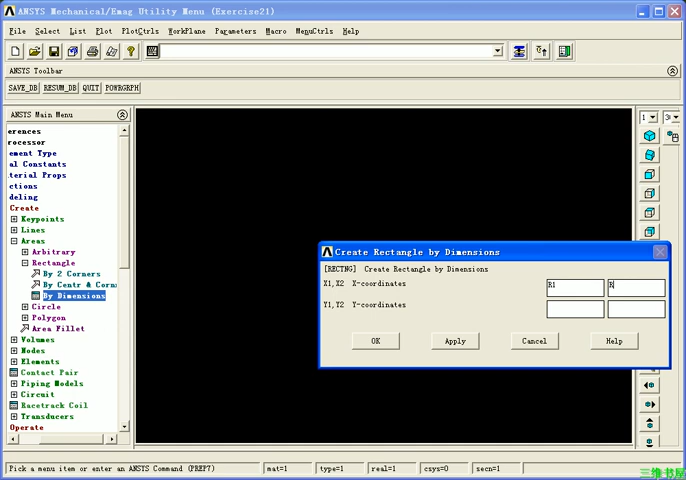 ANSYS Mechanical/Emag Utility Menu (Exercise21)
File Select List Plot PlotCtrls WorkPlane Parameters Macro MenuCtrls Help
ANSYS Toolbar
SAVE_DB RESUM_DB QUIT POWRGRPH
ANSYS Main Menu
1
erences
rocessor
ement Type
al Constants
terial Props
ctions
deling
Create
Keypoints
Lines
Areas
Arbitrary
Rectangle
By 2 Corners
By Centr & Corn
By Dimensions
Circle
Polygon
Area Fillet
Volumes
Nodes
Elements
Contact Pair
Piping Models
Circuit
Racetrack Coil
Transducers
Operate
Create Rectangle by Dimensions
[RECTNG] Create Rectangle by Dimensions
X1,X2 X-coordinates R1 R
Y1,Y2 Y-coordinates
OK Apply Cancel Help
Pick a menu item or enter an ANSYS Command (PREP7) mat=1 type=1 real=1 csys=0 secn=1
三维书屋